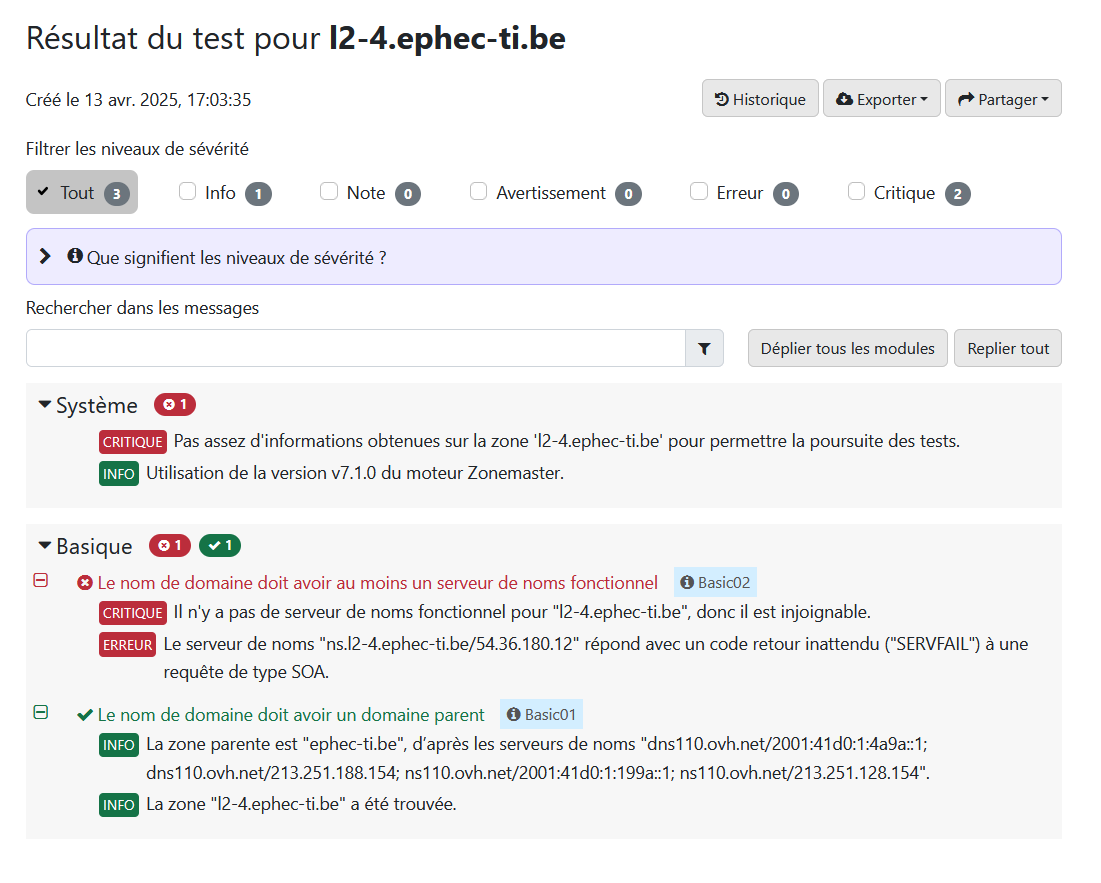 Résultat du test pour l2-4.ephec-ti.be
Créé le 13 avr. 2025, 17:03:35
Historique
Exporter
Partager
Filtrer les niveaux de sévérité
Tout 3
Info 1
Note 0
Avertissement 0
Erreur 0
Critique 2
Que signifient les niveaux de sévérité ?
Rechercher dans les messages
Déplier tous les modules
Replier tout
Système 1
CRITIQUE Pas assez d'informations obtenues sur la zone 'l2-4.ephec-ti.be' pour permettre la poursuite des tests.
INFO Utilisation de la version v7.1.0 du moteur Zonemaster.
Basique 1 1
Le nom de domaine doit avoir au moins un serveur de noms fonctionnel Basic02
CRITIQUE Il n'y a pas de serveur de noms fonctionnel pour "l2-4.ephec-ti.be", donc il est injoignable.
ERREUR Le serveur de noms "ns.l2-4.ephec-ti.be/54.36.180.12" répond avec un code retour inattendu ("SERVFAIL") à une
requête de type SOA.
Le nom de domaine doit avoir un domaine parent Basic01
INFO La zone parente est "ephec-ti.be", d’après les serveurs de noms "dns110.ovh.net/2001:41d0:1:4a9a::1;
dns110.ovh.net/213.251.188.154; ns110.ovh.net/2001:41d0:1:199a::1; ns110.ovh.net/213.251.128.154".
INFO La zone "l2-4.ephec-ti.be" a été trouvée.